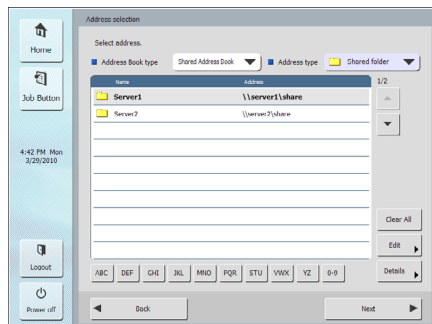 Address selection
Home
Select address.
Address Book type
Shared Address Book
Address type
Shared folder
Job Button
Name
Address
1/2
Server1
\\server1\share
Server2
\\server2\share
4:42 PM Mon
3/29/2010
Clear All
Edit
Logout
ABC
DEF
GHI
JKL
MNO
PQR
STU
VWX
YZ
0-9
Details
Power off
Back
Next